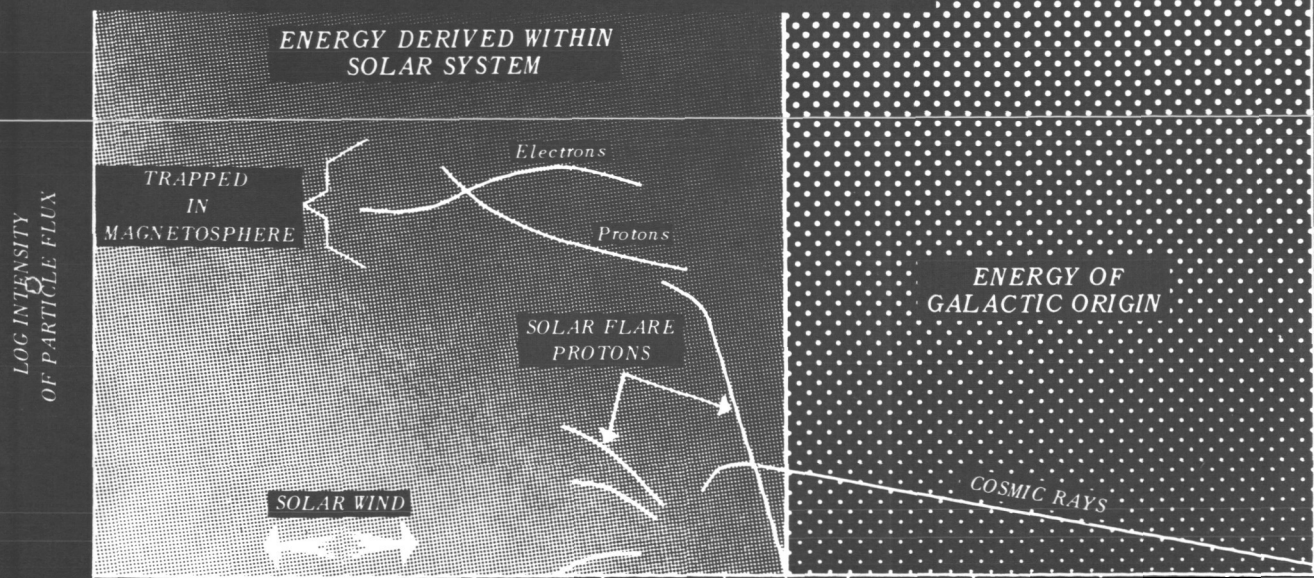 ENERGY DERIVED WITHIN
SOLAR SYSTEM
Electrons
TRAPPED
IN
MAGNETOSPHERE
Protons
LOG INTENSITY
OF PARTICLE FLUX
ENERGY OF
GALACTIC ORIGIN
SOLAR FLARE
PROTONS
COSMIC RAYS
SOLAR WIND